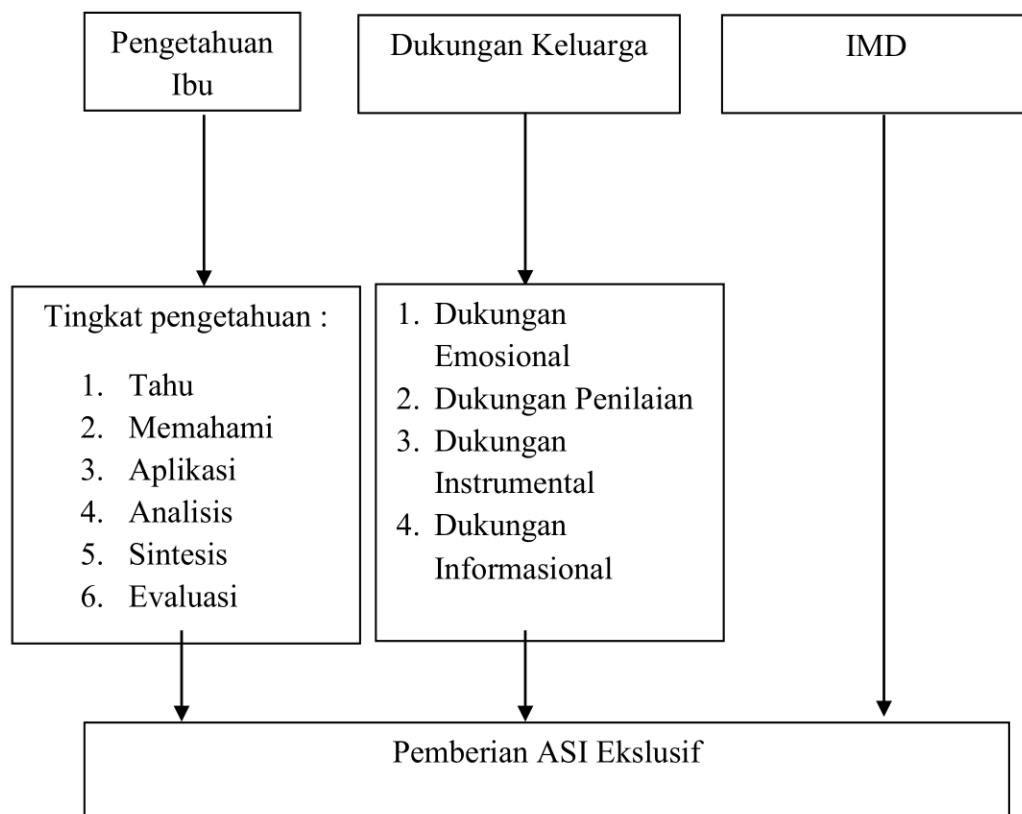 Pengetahuan
Ibu
Dukungan Keluarga
IMD
Tingkat pengetahuan :
1. Tahu
2. Memahami
3. Aplikasi
4. Analisis
5. Sintesis
6. Evaluasi
1. Dukungan
Emosional
2. Dukungan Penilaian
3. Dukungan
Instrumental
4. Dukungan
Informasional
Pemberian ASI Ekslusif